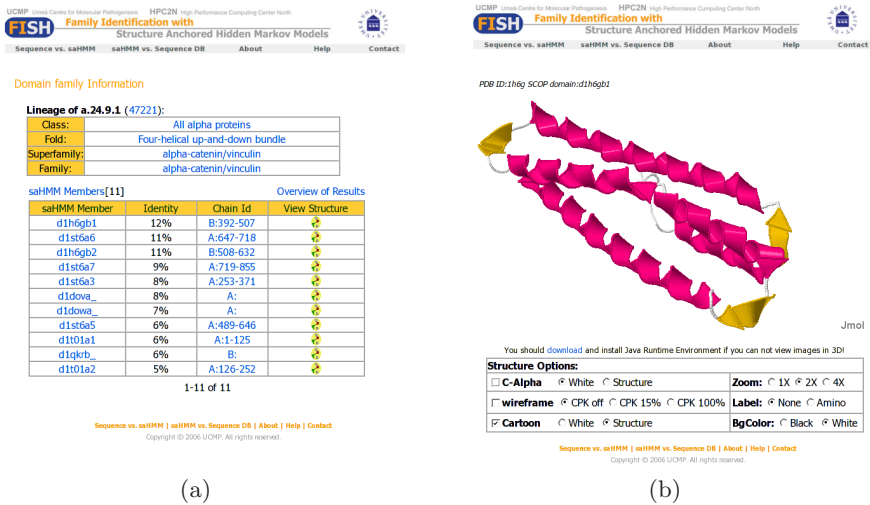 UCMP Umeå Centre for Molecular Pathogenesis HPC2N High Performance Computing Center North
FISH Family Identification with
Structure Anchored Hidden Markov Models
Sequence vs. saHMM saHMM vs. Sequence DB About Help Contact
Domain family Information
Lineage of a.24.9.1 (47221):
Class: All alpha proteins
Fold: Four-helical up-and-down bundle
Superfamily: alpha-catenin/vinculin
Family: alpha-catenin/vinculin
saHMM Members[11] Overview of Results
saHMM Member Identity Chain Id View Structure
d1h6gb1 12% B:392-507
d1st6a6 11% A:647-718
d1h6gb2 11% B:508-632
d1st6a7 9% A:719-855
d1st6a3 8% A:253-371
d1dova_ 8% A:
d1dowa_ 7% A:
d1st6a5 6% A:489-646
d1t01a1 6% A:1-125
d1qkrb_ 6% B:
d1t01a2 5% A:126-252
1-11 of 11
Sequence vs. saHMM | saHMM vs. Sequence DB | About | Help | Contact
Copyright © 2006 UCMP. All rights reserved.
(a)
UCMP Umeå Centre for Molecular Pathogenesis HPC2N High Performance Computing Center North
FISH Family Identification with
Structure Anchored Hidden Markov Models
Sequence vs. saHMM saHMM vs. Sequence DB About Help Contact
PDB ID:1h6g SCOP domain:d1h6gb1
Jmol
You should download and install Java Runtime Environment if you can not view images in 3D!
Structure Options:
C-Alpha White Structure Zoom: 1X 2X 4X
wireframe CPK off CPK 15% CPK 100% Label: None Amino
Cartoon White Structure BgColor: Black White
Sequence vs. saHMM | saHMM vs. Sequence DB | About | Help | Contact
Copyright © 2006 UCMP. All rights reserved.
(b)